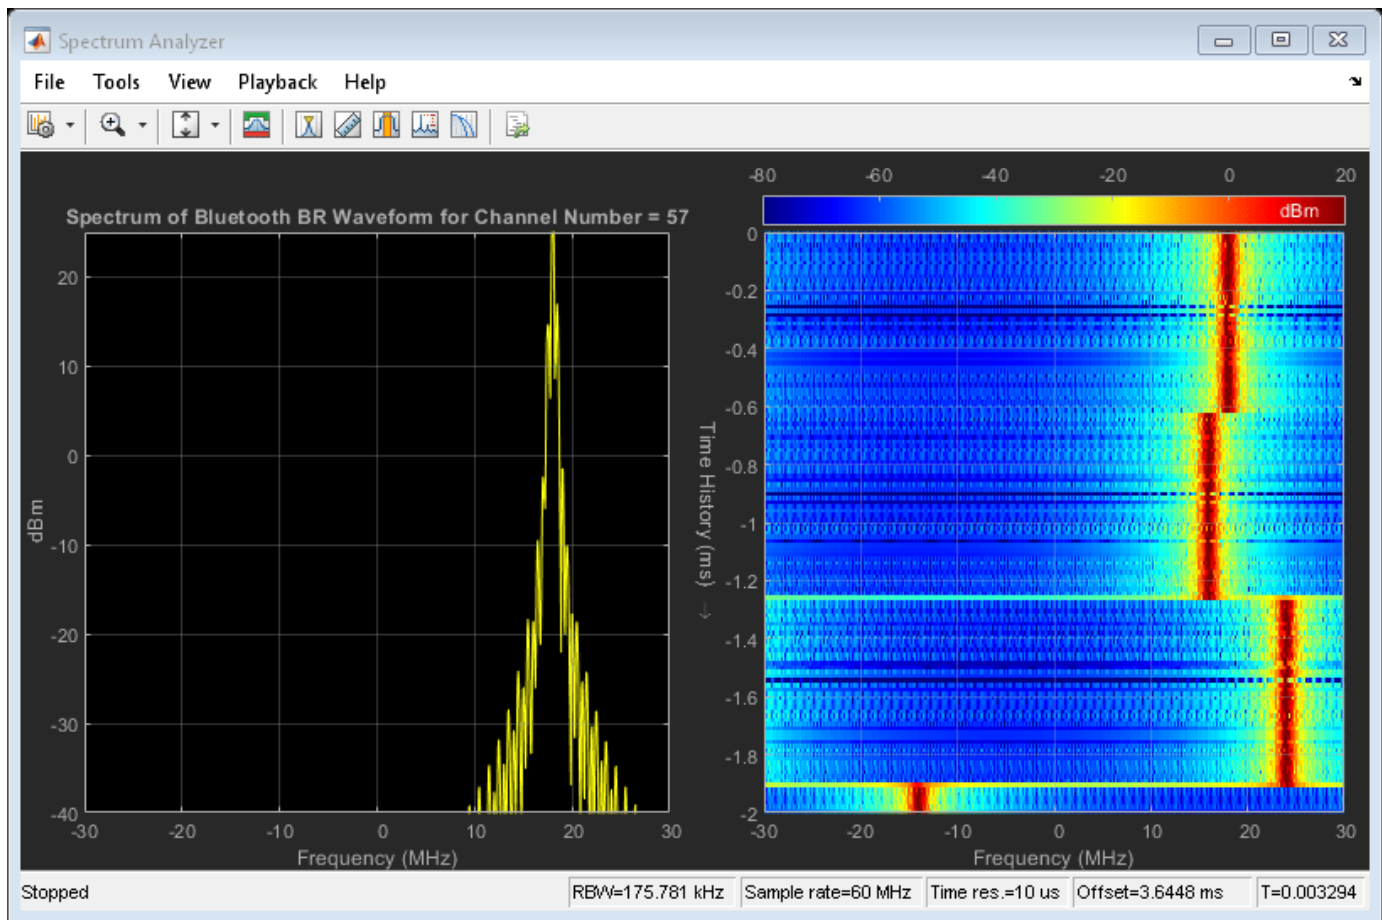 Spectrum Analyzer
File Tools View Playback Help
-80 -60 -40 -20 0 20
dBm
Spectrum of Bluetooth BR Waveform for Channel Number = 57
20
10
0
-10
-20
-30
-40
dBm
-30 -20 -10 0 10 20 30
Frequency (MHz)
0
-0.2
-0.4
-0.6
-0.8
-1
-1.2
-1.4
-1.6
-1.8
-2
Time History (ms) →
-30 -20 -10 0 10 20 30
Frequency (MHz)
Stopped RBW=175.781 kHz Sample rate=60 MHz Time res.=10 us Offset=3.6448 ms T=0.003294